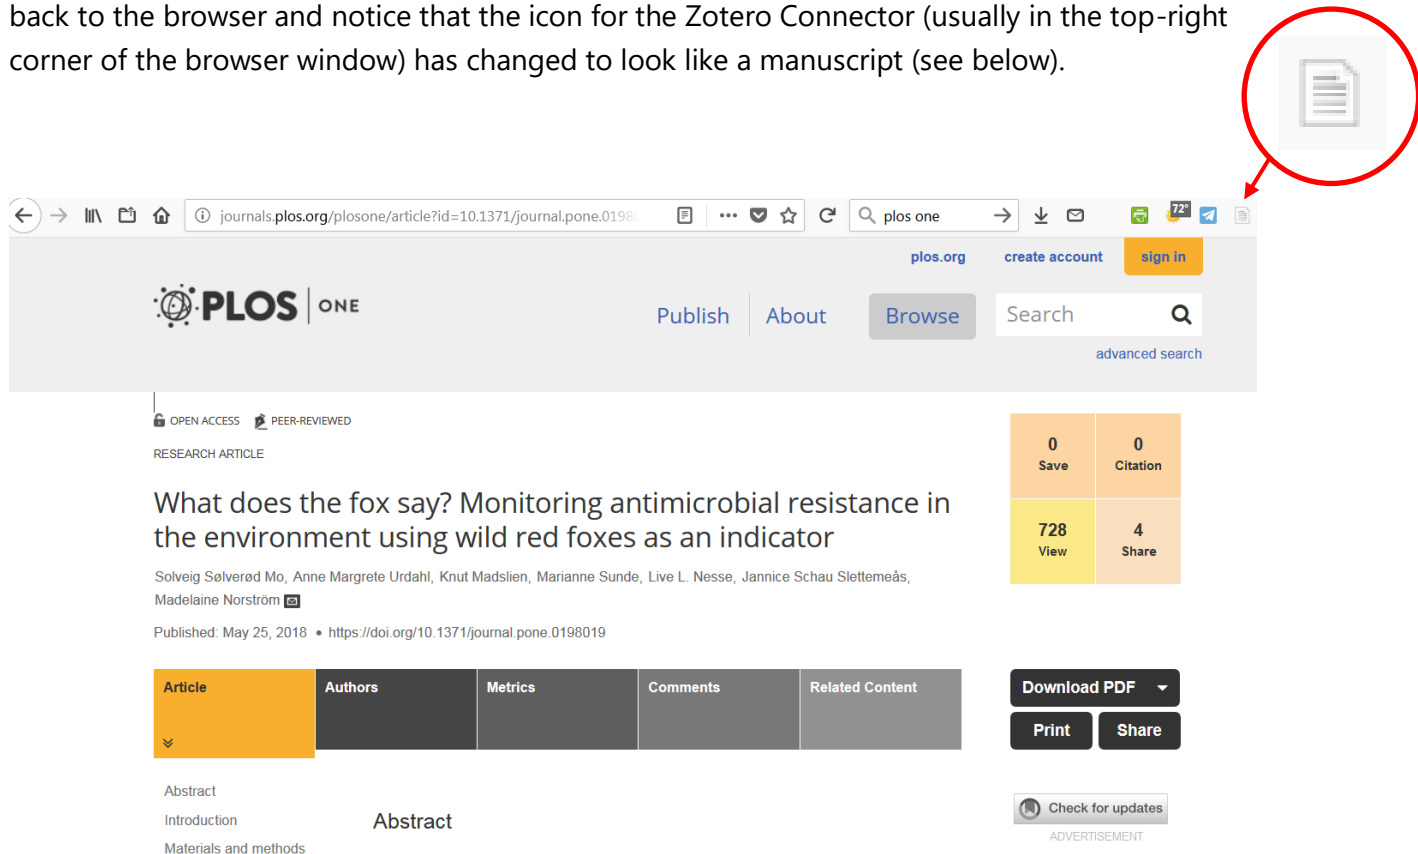 back to the browser and notice that the icon for the Zotero Connector (usually in the top-right
corner of the browser window) has changed to look like a manuscript (see below).
journals.plos.org/plosone/article?id=10.1371/journal.pone.0198
plos one
72°
plos.org
create account
sign in
PLOS ONE
Publish
About
Browse
Search
advanced search
OPEN ACCESS
PEER-REVIEWED
RESEARCH ARTICLE
What does the fox say? Monitoring antimicrobial resistance in
the environment using wild red foxes as an indicator
Solveig Sølverød Mo, Anne Margrete Urdahl, Knut Madslien, Marianne Sunde, Live L. Nesse, Jannice Schau Slettemeås,
Madelaine Norström
Published: May 25, 2018 • https://doi.org/10.1371/journal.pone.0198019
0
Save
0
Citation
728
View
4
Share
Article
Authors
Metrics
Comments
Related Content
Download PDF
Print
Share
Abstract
Introduction
Materials and methods
Abstract
Check for updates
ADVERTISEMENT